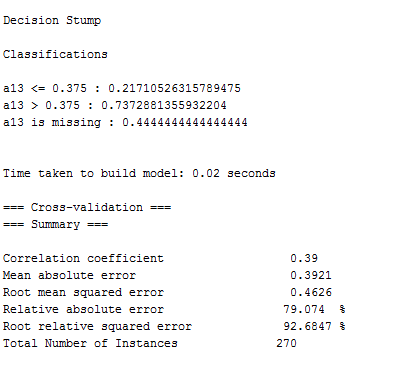 Decision Stump
Classifications
a13 <= 0.375 : 0.21710526315789475
a13 > 0.375 : 0.7372881355932204
a13 is missing : 0.4444444444444444
Time taken to build model: 0.02 seconds
=== Cross-validation ===
=== Summary ===
Correlation coefficient 0.39
Mean absolute error 0.3921
Root mean squared error 0.4626
Relative absolute error 79.074 %
Root relative squared error 92.6847 %
Total Number of Instances 270